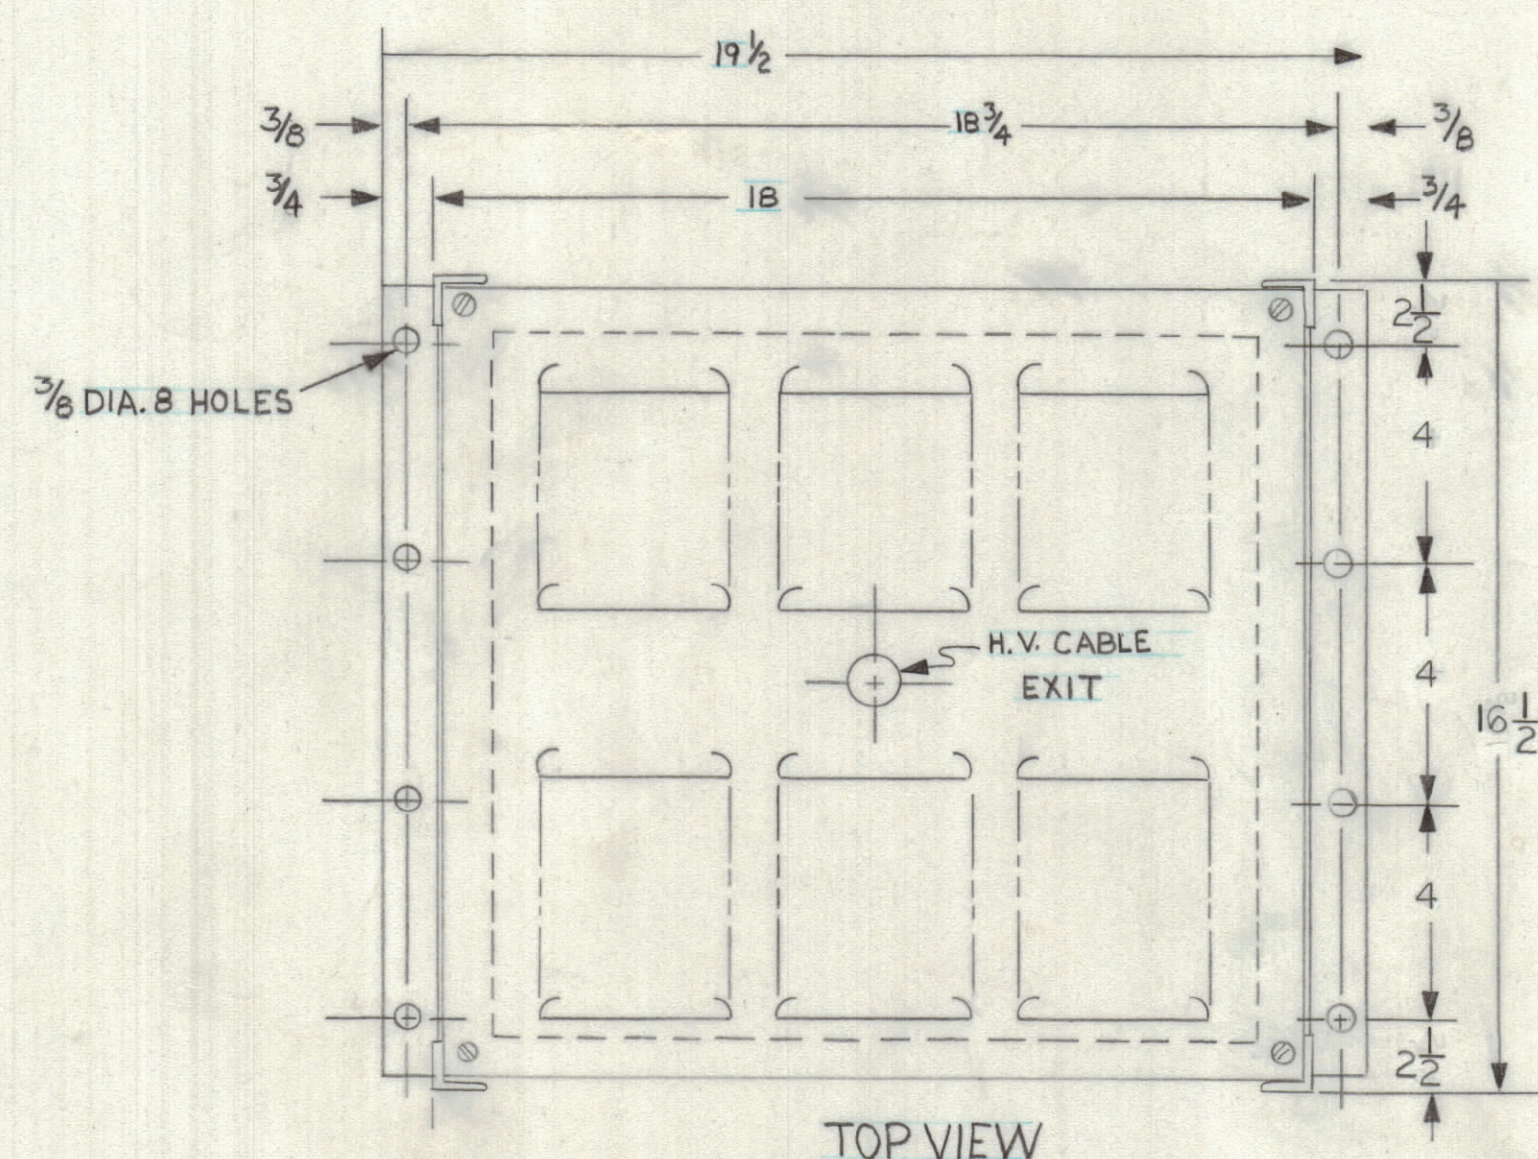 19 1/2
3/8 18 3/4 3/8
3/4 18 3/4
2 1/2
3/8 DIA. 8 HOLES
4
H.V. CABLE
EXIT
4
16 1/2
4
2 1/2
TOP VIEW